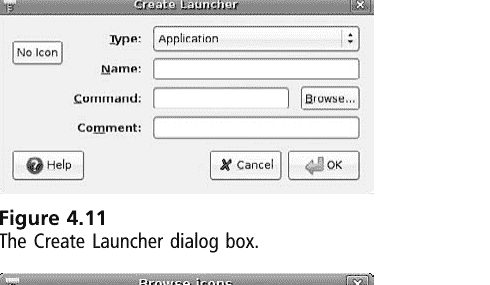 Create Launcher
Type: Application
No Icon
Name:
Command: Browse...
Comment:
Help Cancel OK
Figure 4.11
The Create Launcher dialog box.
Browse icons